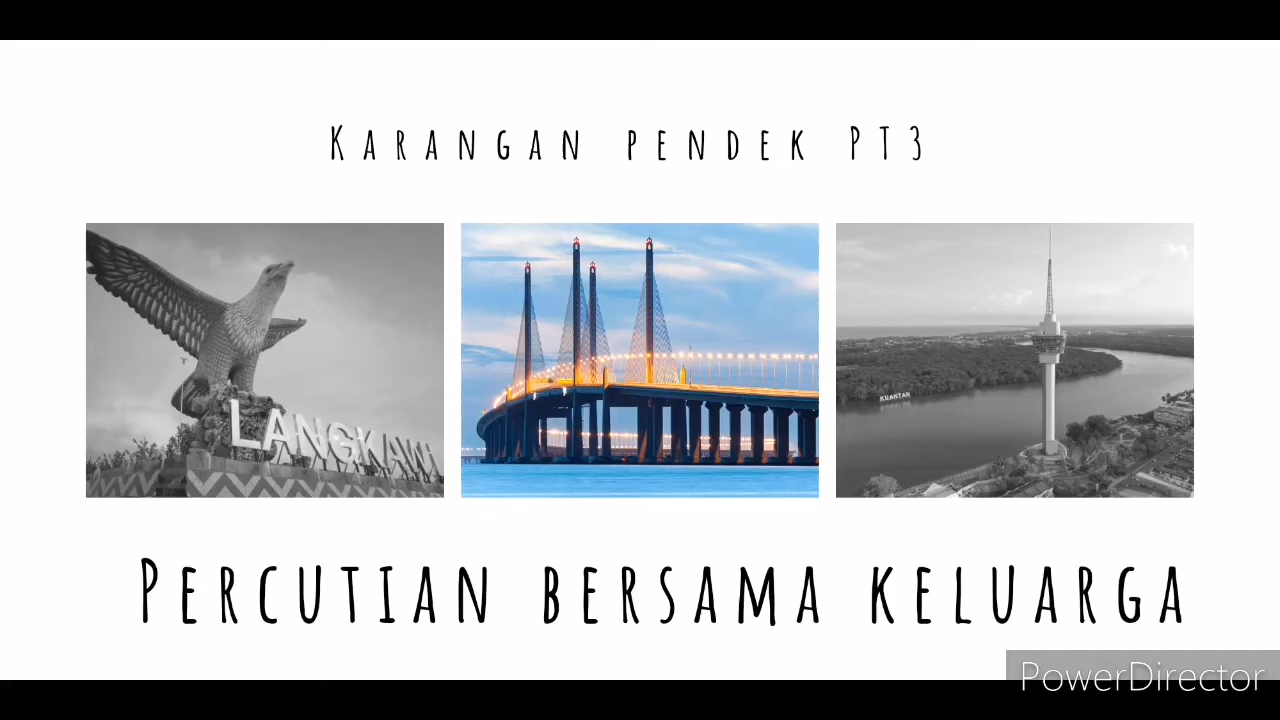 Karangan pendek PT3
LANGKAWI
KUANTAN
Percutian bersama keluarga
PowerDirector